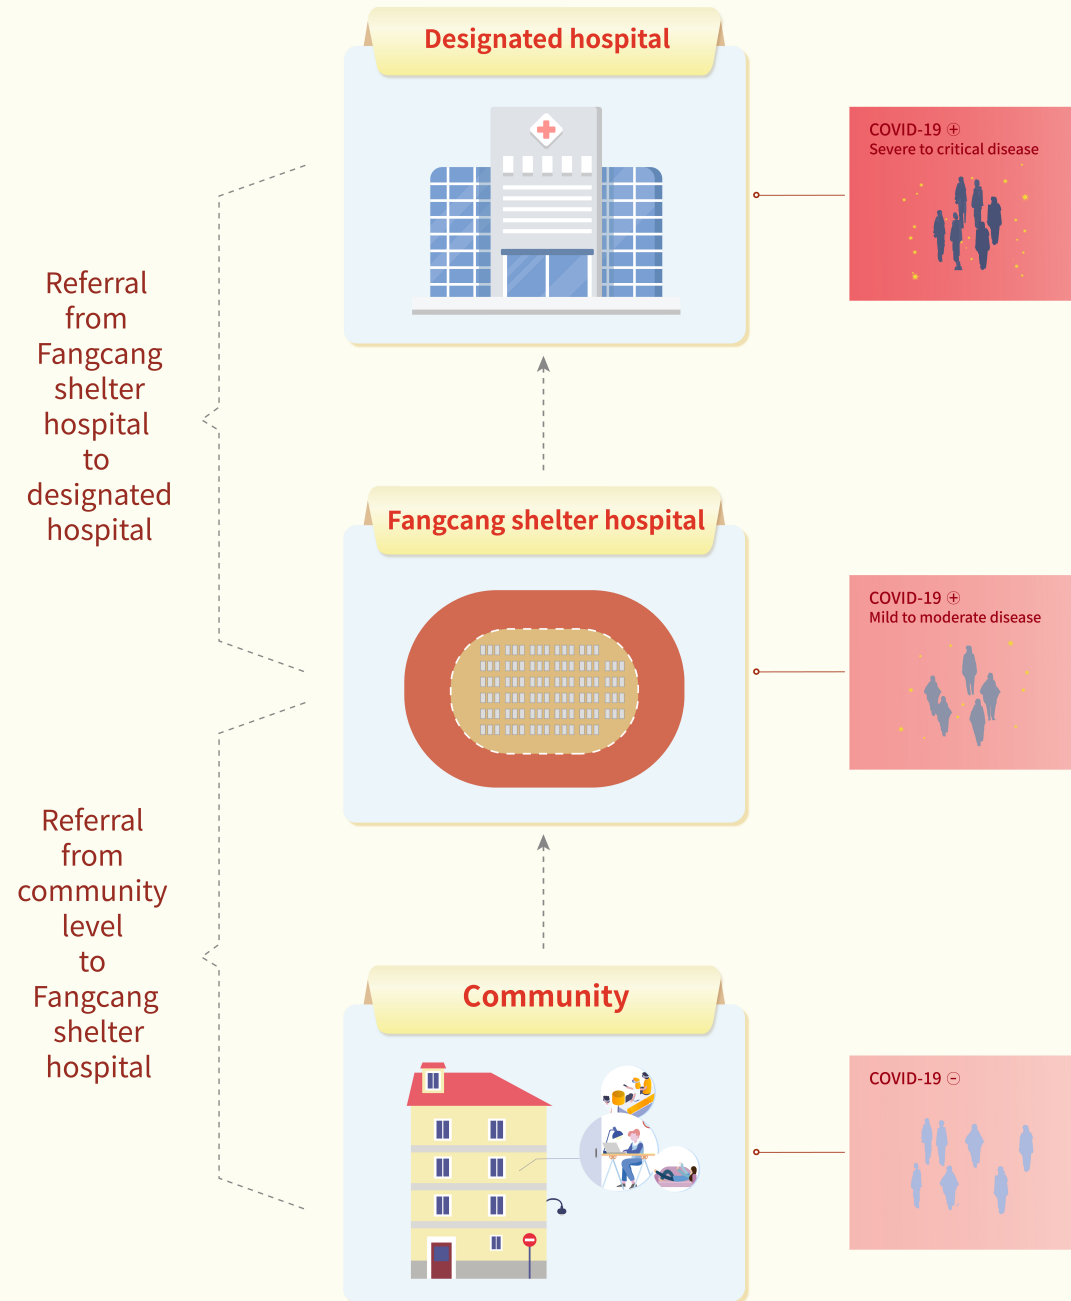 Designated hospital
COVID-19 ⊕
Severe to critical disease
Referral
from
Fangcang
shelter
hospital
to
designated
hospital
Fangcang shelter hospital
COVID-19 ⊕
Mild to moderate disease
Referral
from
community
level
to
Fangcang
shelter
hospital
Community
COVID-19 ⊖